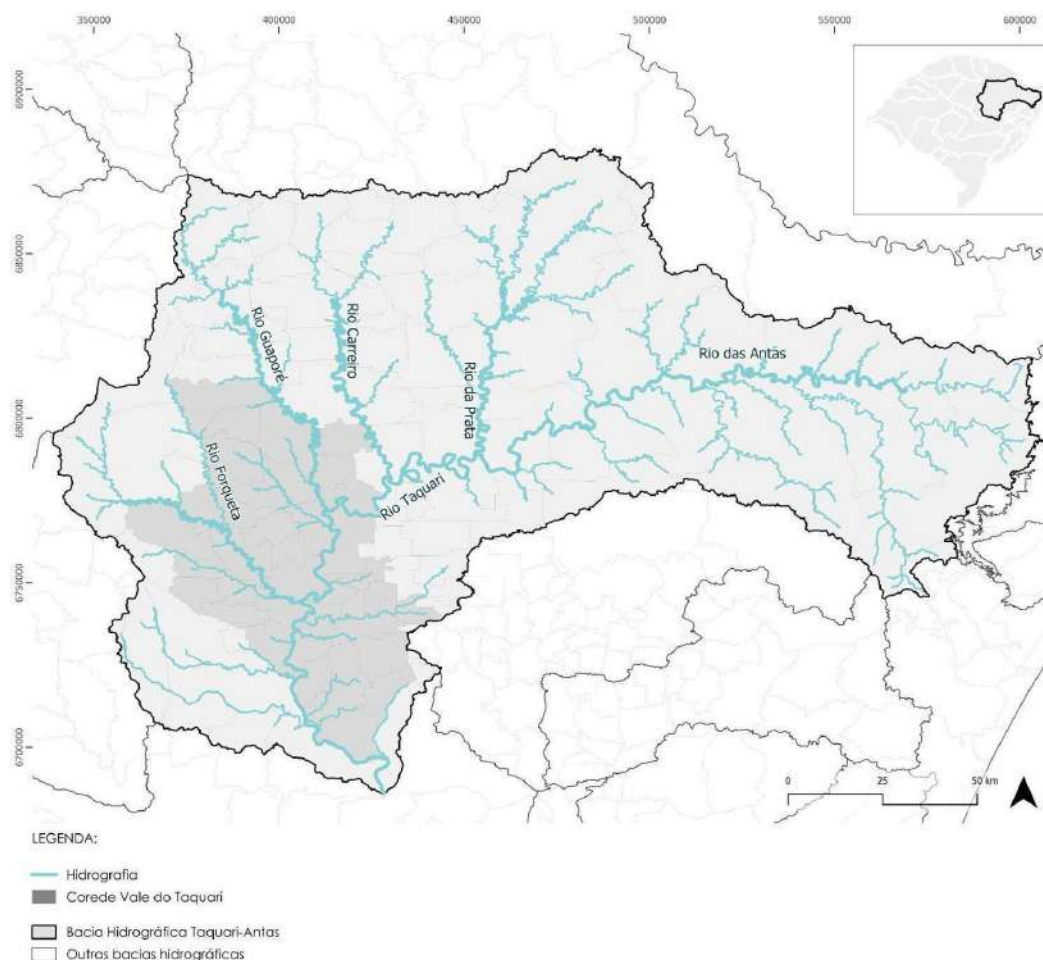 350000 400000 450000 500000 550000 600000
6900000
6850000
6800000
6750000
6700000
Rio Guaporé
Rio Carreiro
Rio da Prata
Rio das Antas
Rio Forqueta
Rio Taquari
0 25 50 km
LEGENDA:
Hidrografia
Corede Vale do Taquari
Bacia Hidrográfica Taquari-Antas
Outras bacias hidrográficas